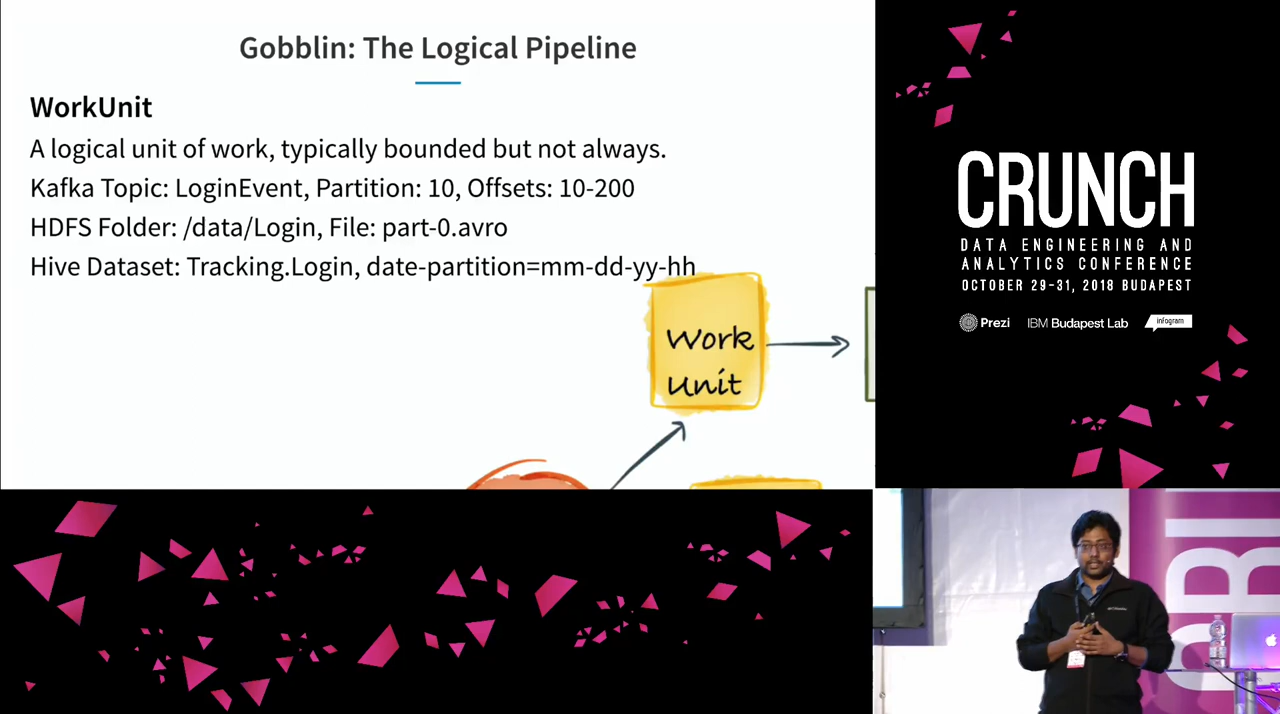 Gobblin: The Logical Pipeline
WorkUnit
A logical unit of work, typically bounded but not always.
Kafka Topic: LoginEvent, Partition: 10, Offsets: 10-200
HDFS Folder: /data/Login, File: part-0.avro
Hive Dataset: Tracking.Login, date-partition=mm-dd-yy-hh
Work
Unit
CRUNCH
DATA ENGINEERING AND
ANALYTICS CONFERENCE
OCTOBER 29-31, 2018 BUDAPEST
Prezi IBM Budapest Lab infogram